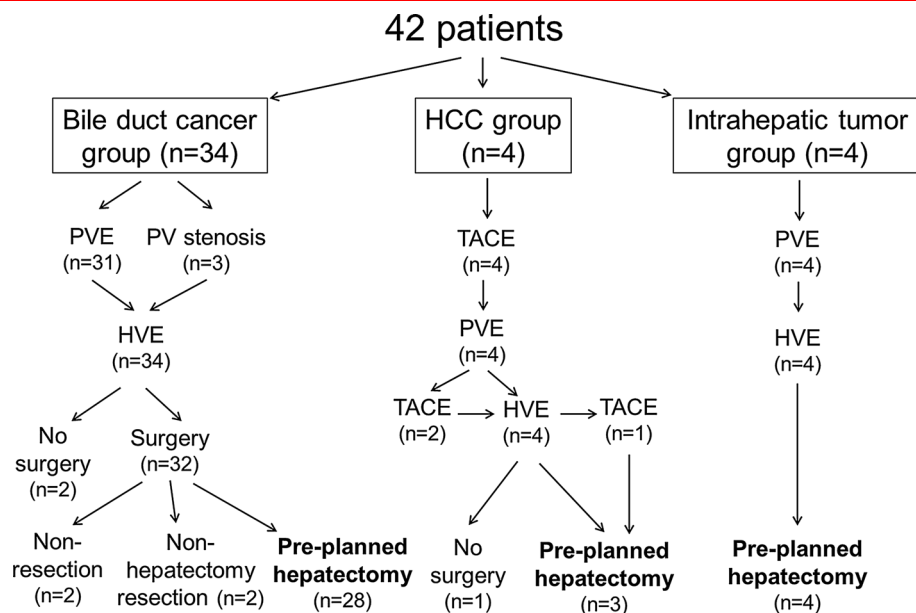 42 patients
Bile duct cancer
group (n=34)
HCC group
(n=4)
Intrahepatic tumor
group (n=4)
PVE
(n=31)
PV stenosis
(n=3)
HVE
(n=34)
No
surgery
(n=2)
Surgery
(n=32)
Non-
resection
(n=2)
Non-
hepatectomy
resection (n=2)
Pre-planned
hepatectomy
(n=28)
TACE
(n=4)
PVE
(n=4)
TACE
(n=2)
HVE
(n=4)
TACE
(n=1)
No
surgery
(n=1)
Pre-planned
hepatectomy
(n=3)
PVE
(n=4)
HVE
(n=4)
Pre-planned
hepatectomy
(n=4)